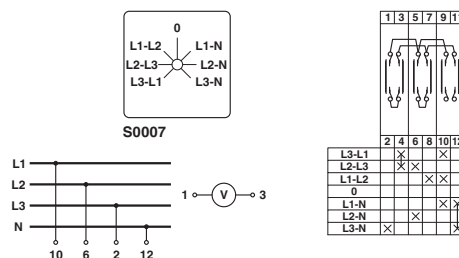 0
L1-L2 L1-N
L2-L3 L2-N
L3-L1 L3-N
S0007
L1
L2
L3
N
10 6 2 12
1 V 3
1 3 5 7 9 11
2 4 6 8 10 12
L3-L1
L2-L3
L1-L2
0
L1-N
L2-N
L3-N